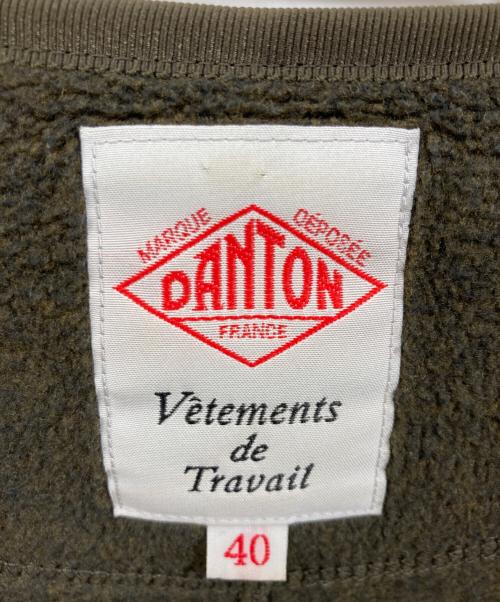 MARQUE DÉPOSÉE
DANTON
FRANCE
Vêtements
de
Travail
40